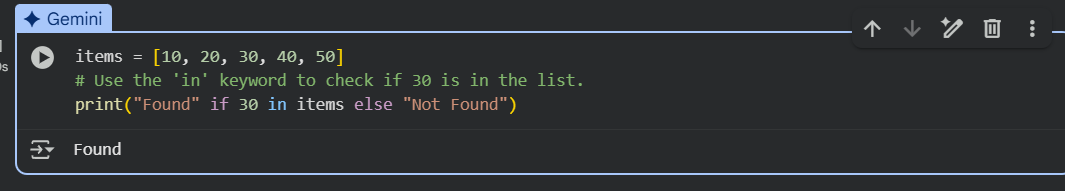 Gemini
items = [10, 20, 30, 40, 50]
# Use the 'in' keyword to check if 30 is in the list.
print("Found" if 30 in items else "Not Found")
Found